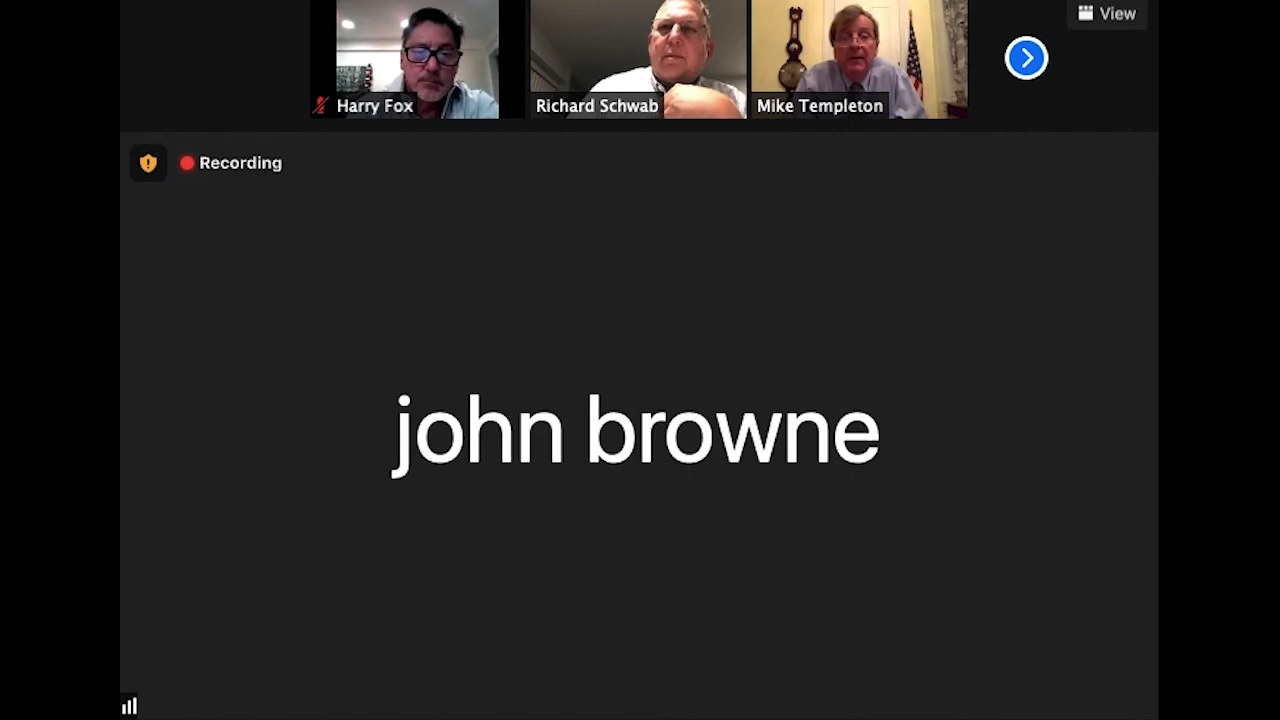 View
Harry Fox
Richard Schwab
Mike Templeton
Recording
john browne